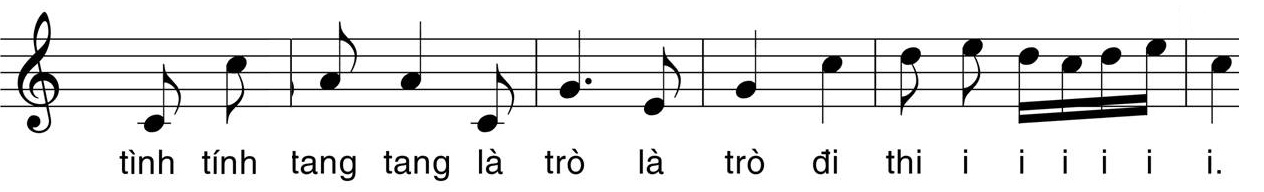 tình tính tang tang là trò là trò đi thi i i i i i i.